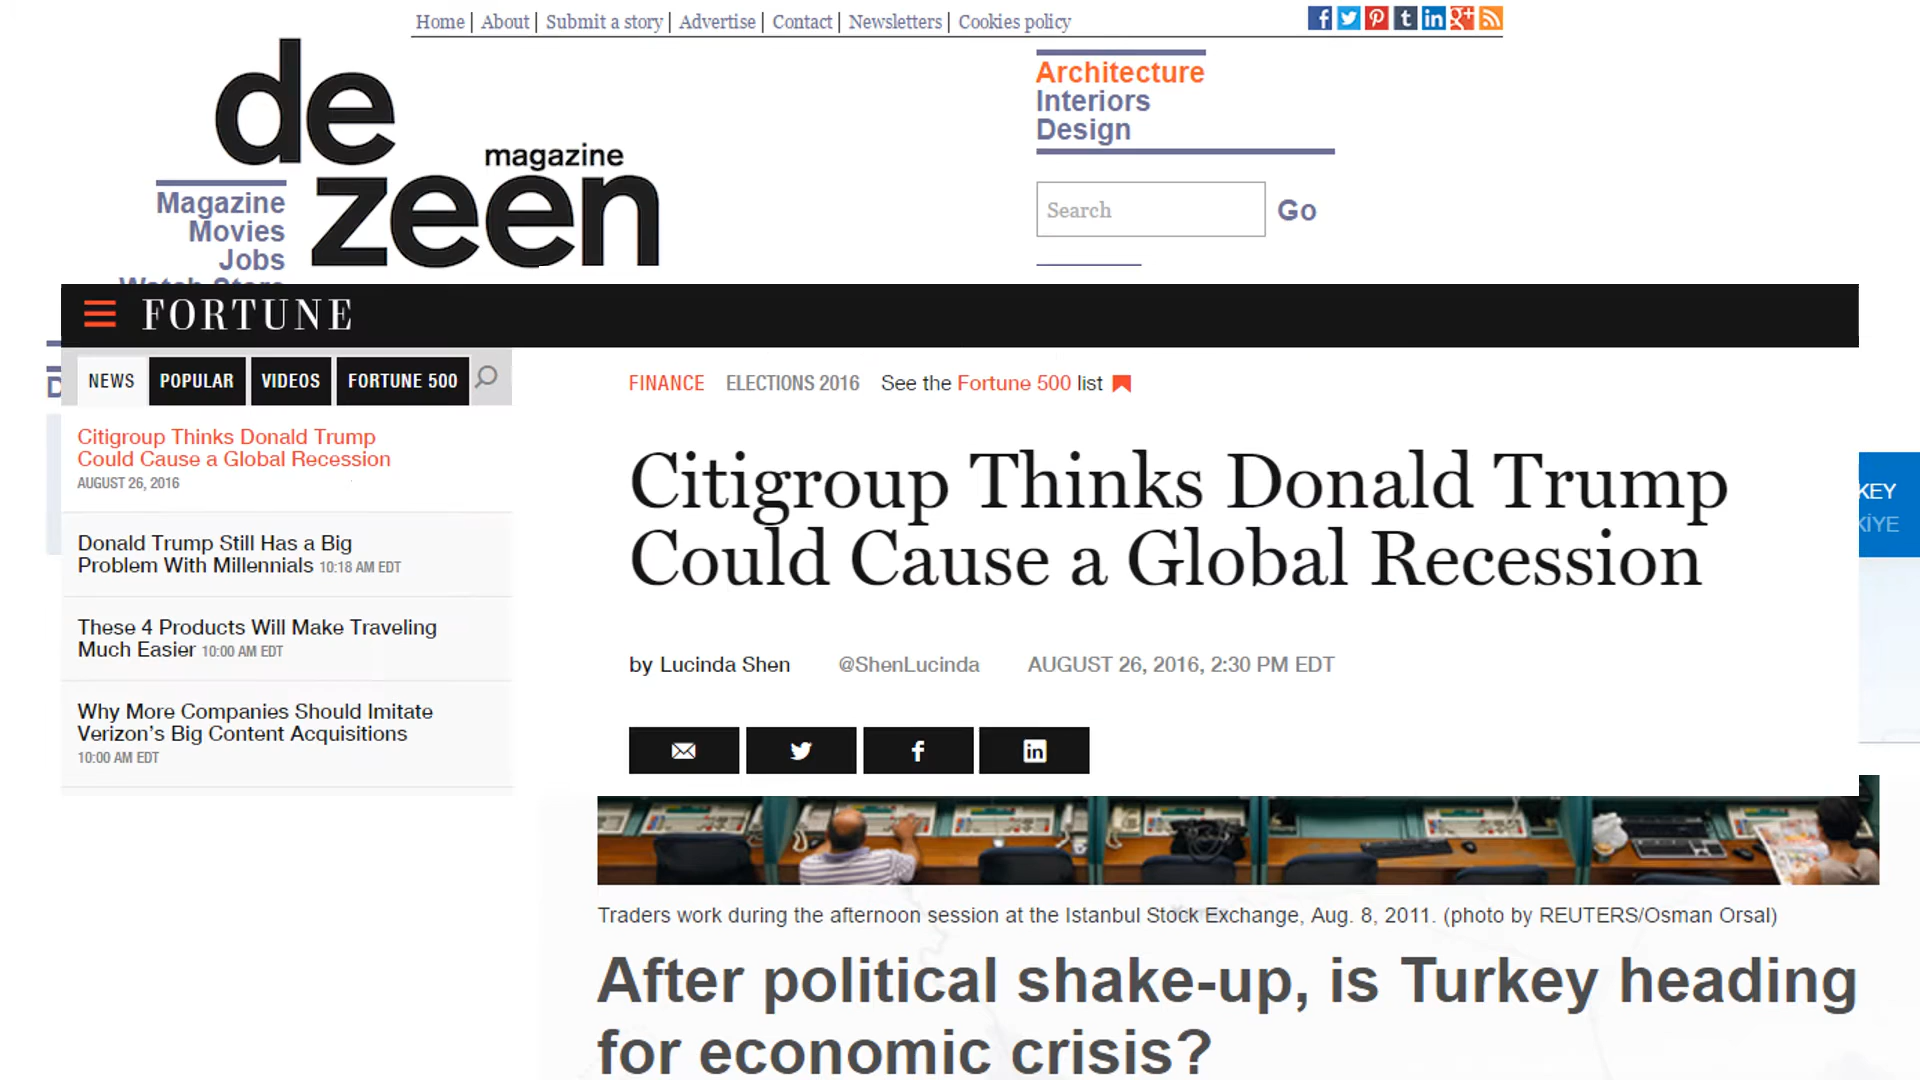 Home | About | Submit a story | Advertise | Contact | Newsletters | Cookies policy
de
zeen
magazine
Architecture
Interiors
Design
Search
Go
Magazine
Movies
Jobs
Watch Store
FORTUNE
NEWS
POPULAR
VIDEOS
FORTUNE 500
Citigroup Thinks Donald Trump
Could Cause a Global Recession
AUGUST 26, 2016
Donald Trump Still Has a Big
Problem With Millennials 10:18 AM EDT
These 4 Products Will Make Traveling
Much Easier 10:00 AM EDT
Why More Companies Should Imitate
Verizon's Big Content Acquisitions
10:00 AM EDT
FINANCE ELECTIONS 2016 See the Fortune 500 list
Citigroup Thinks Donald Trump
Could Cause a Global Recession
by Lucinda Shen @ShenLucinda AUGUST 26, 2016, 2:30 PM EDT
KEY
KİYE
Traders work during the afternoon session at the Istanbul Stock Exchange, Aug. 8, 2011. (photo by REUTERS/Osman Orsal)
After political shake-up, is Turkey heading
for economic crisis?